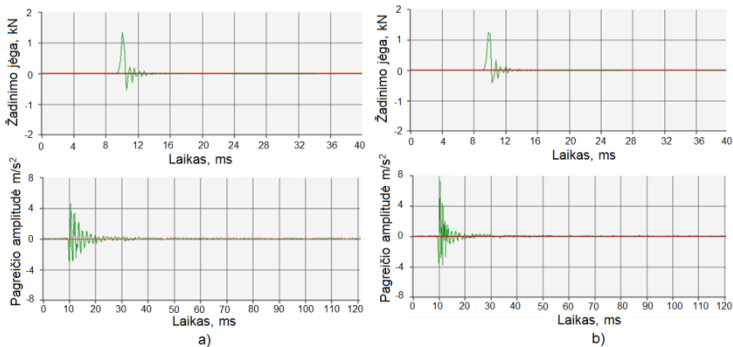 Žadinimo jėga, kN
2
1
0
-1
-2
0 4 8 12 16 20 24 28 32 36 40
Laikas, ms
Pagreičio amplitudė m/s²
8
4
0
-4
-8
0 10 20 30 40 50 60 70 80 90 100 110 120
Laikas, ms
a)
Žadinimo jėga, kN
2
1
0
-1
-2
0 4 8 12 16 20 24 28 32 36 40
Laikas, ms
Pagreičio amplitudė m/s²
8
4
0
-4
-8
0 10 20 30 40 50 60 70 80 90 100 110 120
Laikas, ms
b)